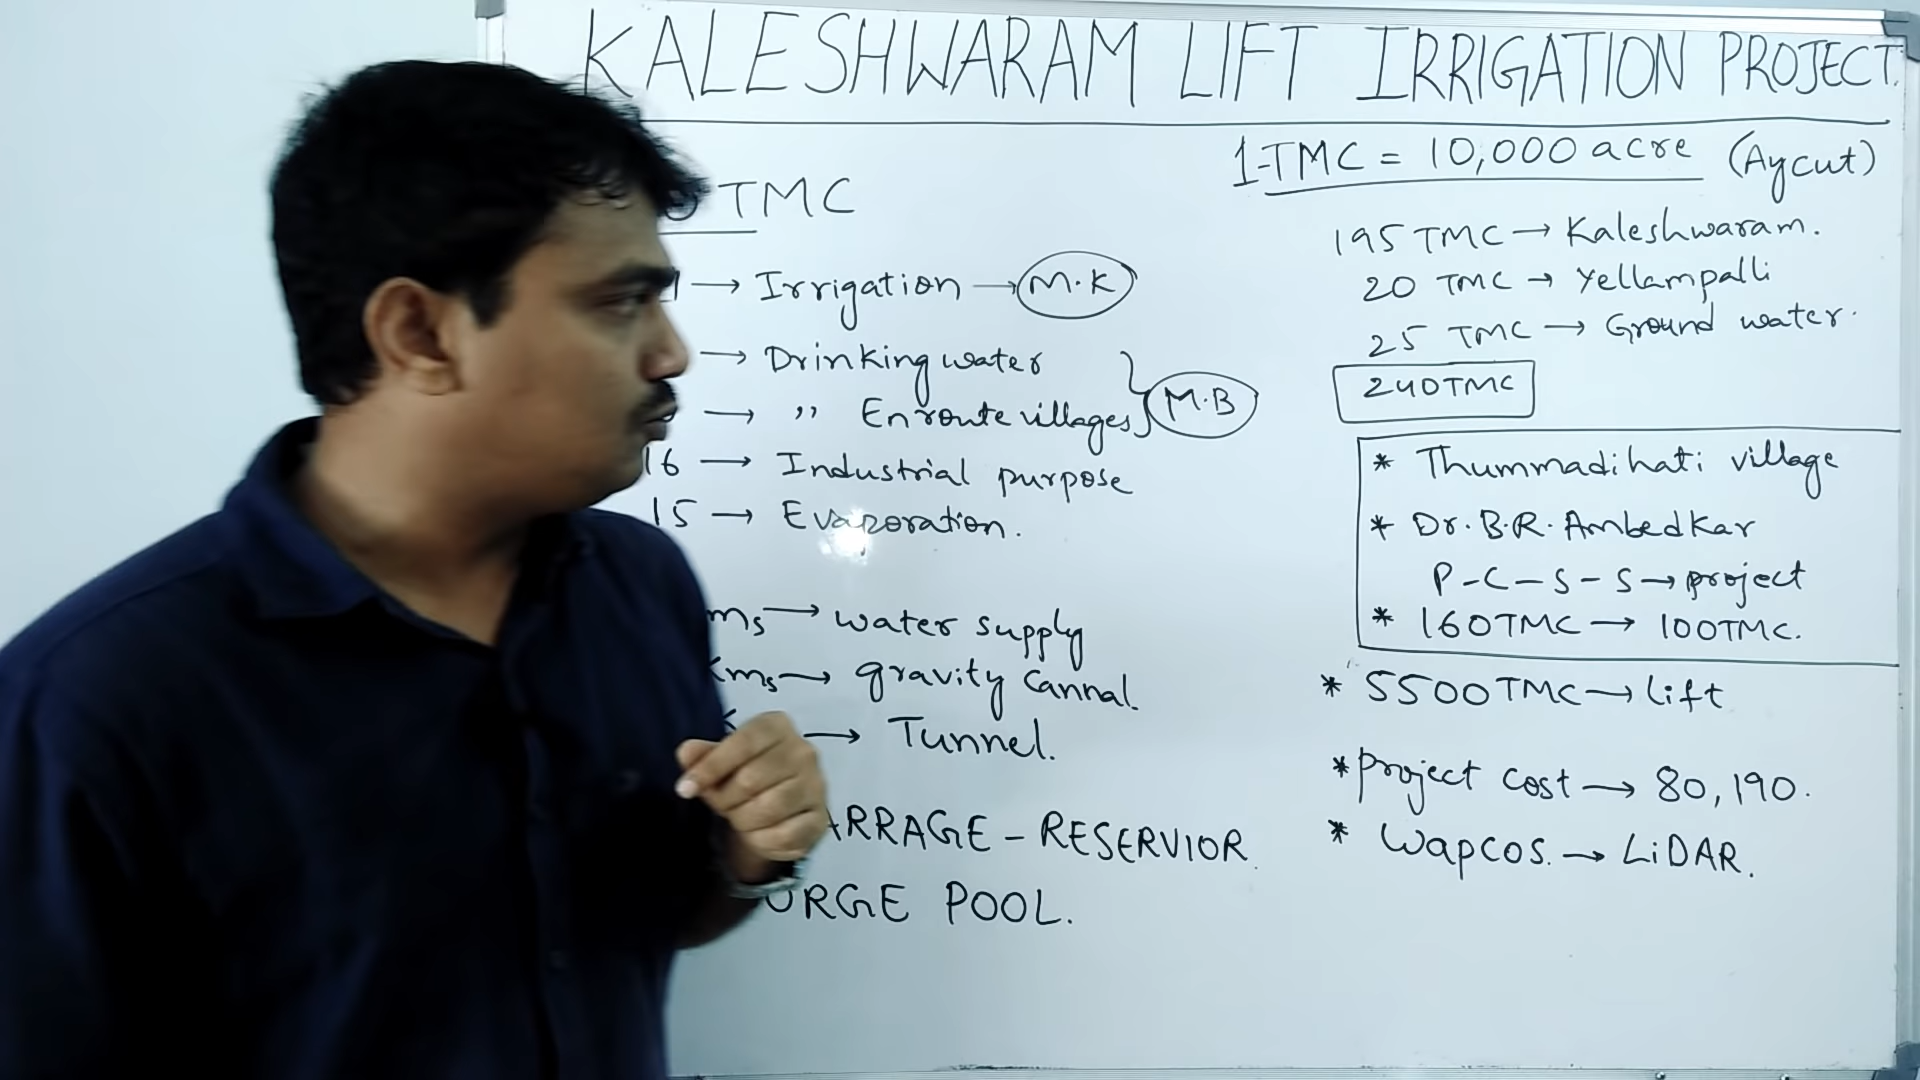 KALESHWARAM LIFT IRRIGATION PROJECT.
1-TMC = 10,000 acre (Aycut)
TMC
→ Irrigation → M.K
→ Drinking water
→ ,, Enroute villages } M.B
16 → Industrial purpose
15 → Evaporation.
ms → water supply
Kms → gravity Cannal.
→ Tunnel.
ARRAGE - RESERVIOR.
URGE POOL.
195 TMC → Kaleshwaram.
20 TMC → Yellampalli
25 TMC → Ground water.
240TMC
* Thummadihati village
* Dr. B.R. Ambedkar
P-C-S-S → project
* 160TMC → 100TMC.
* 5500TMC → Lift
* Project Cost → 80,190.
* Wapcos. → LiDAR.